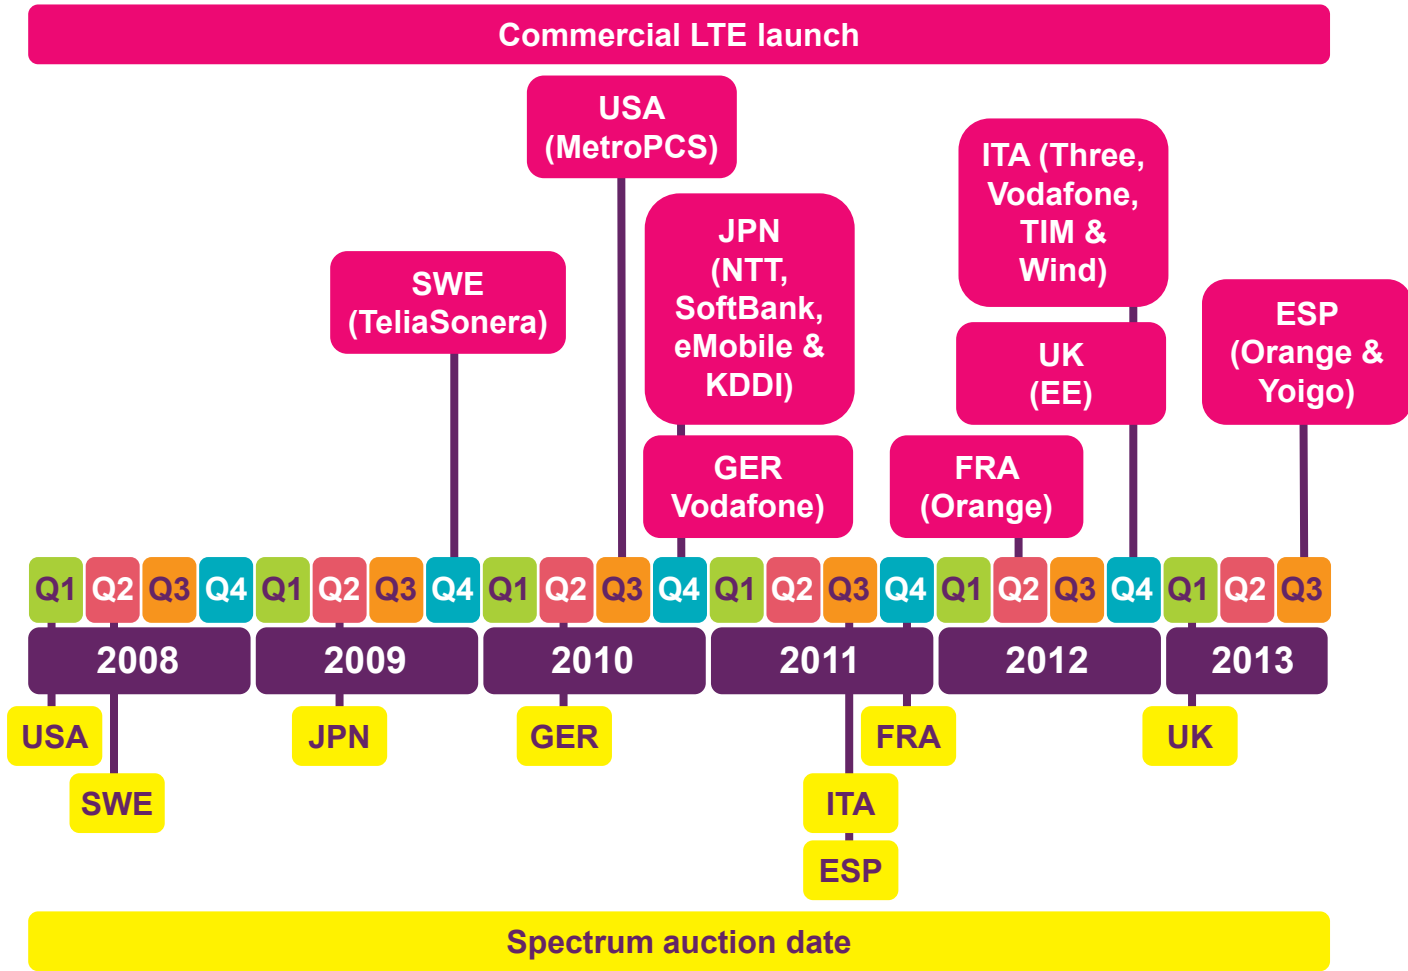 Commercial LTE launch
USA
(MetroPCS)
ITA (Three,
Vodafone,
TIM &
Wind)
JPN
(NTT,
SoftBank,
eMobile &
KDDI)
SWE
(TeliaSonera)
ESP
(Orange &
Yoigo)
UK
(EE)
GER
Vodafone)
FRA
(Orange)
Q1 Q2 Q3 Q4 Q1 Q2 Q3 Q4 Q1 Q2 Q3 Q4 Q1 Q2 Q3 Q4 Q1 Q2 Q3 Q4 Q1 Q2 Q3
2008 2009 2010 2011 2012 2013
USA JPN GER FRA UK
SWE ITA
ESP
Spectrum auction date